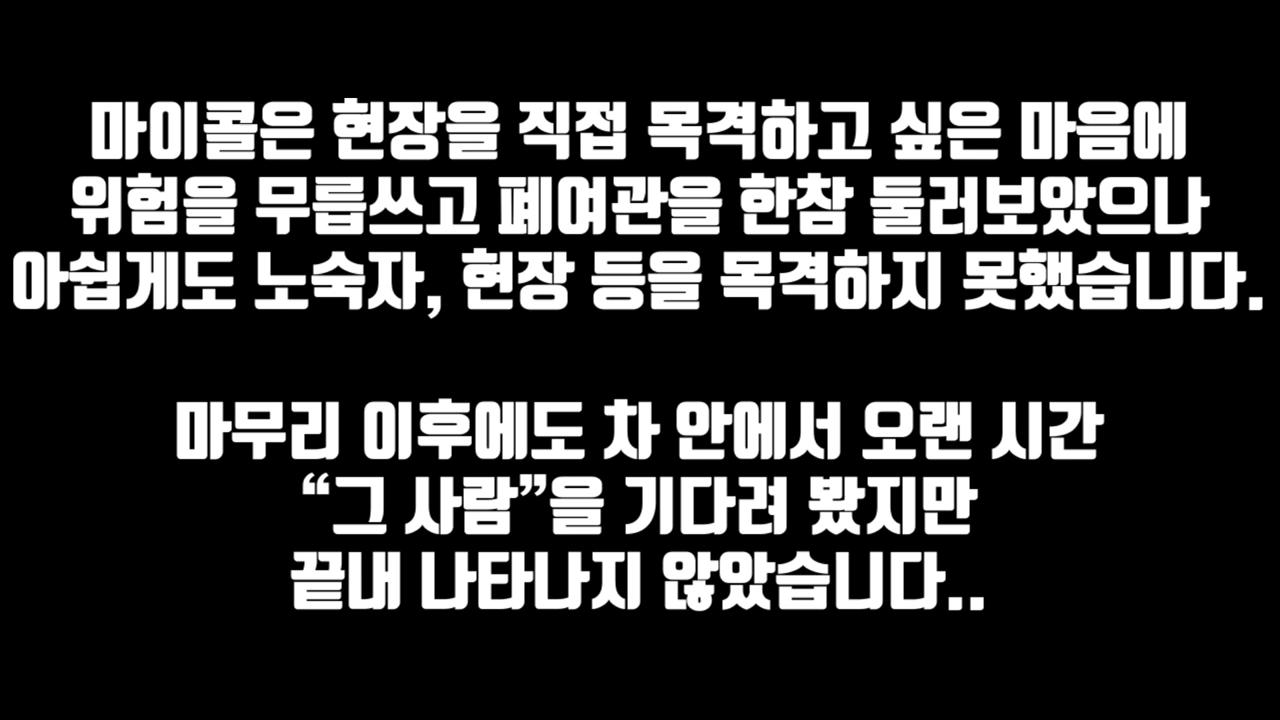 마이콜은 현장을 직접 목격하고 싶은 마음에
위험을 무릅쓰고 폐여관을 한참 둘러보았으나
아쉽게도 노숙자, 현장 등을 목격하지 못했습니다.
마무리 이후에도 차 안에서 오랜 시간
“그 사람”을 기다려 봤지만
끝내 나타나지 않았습니다..